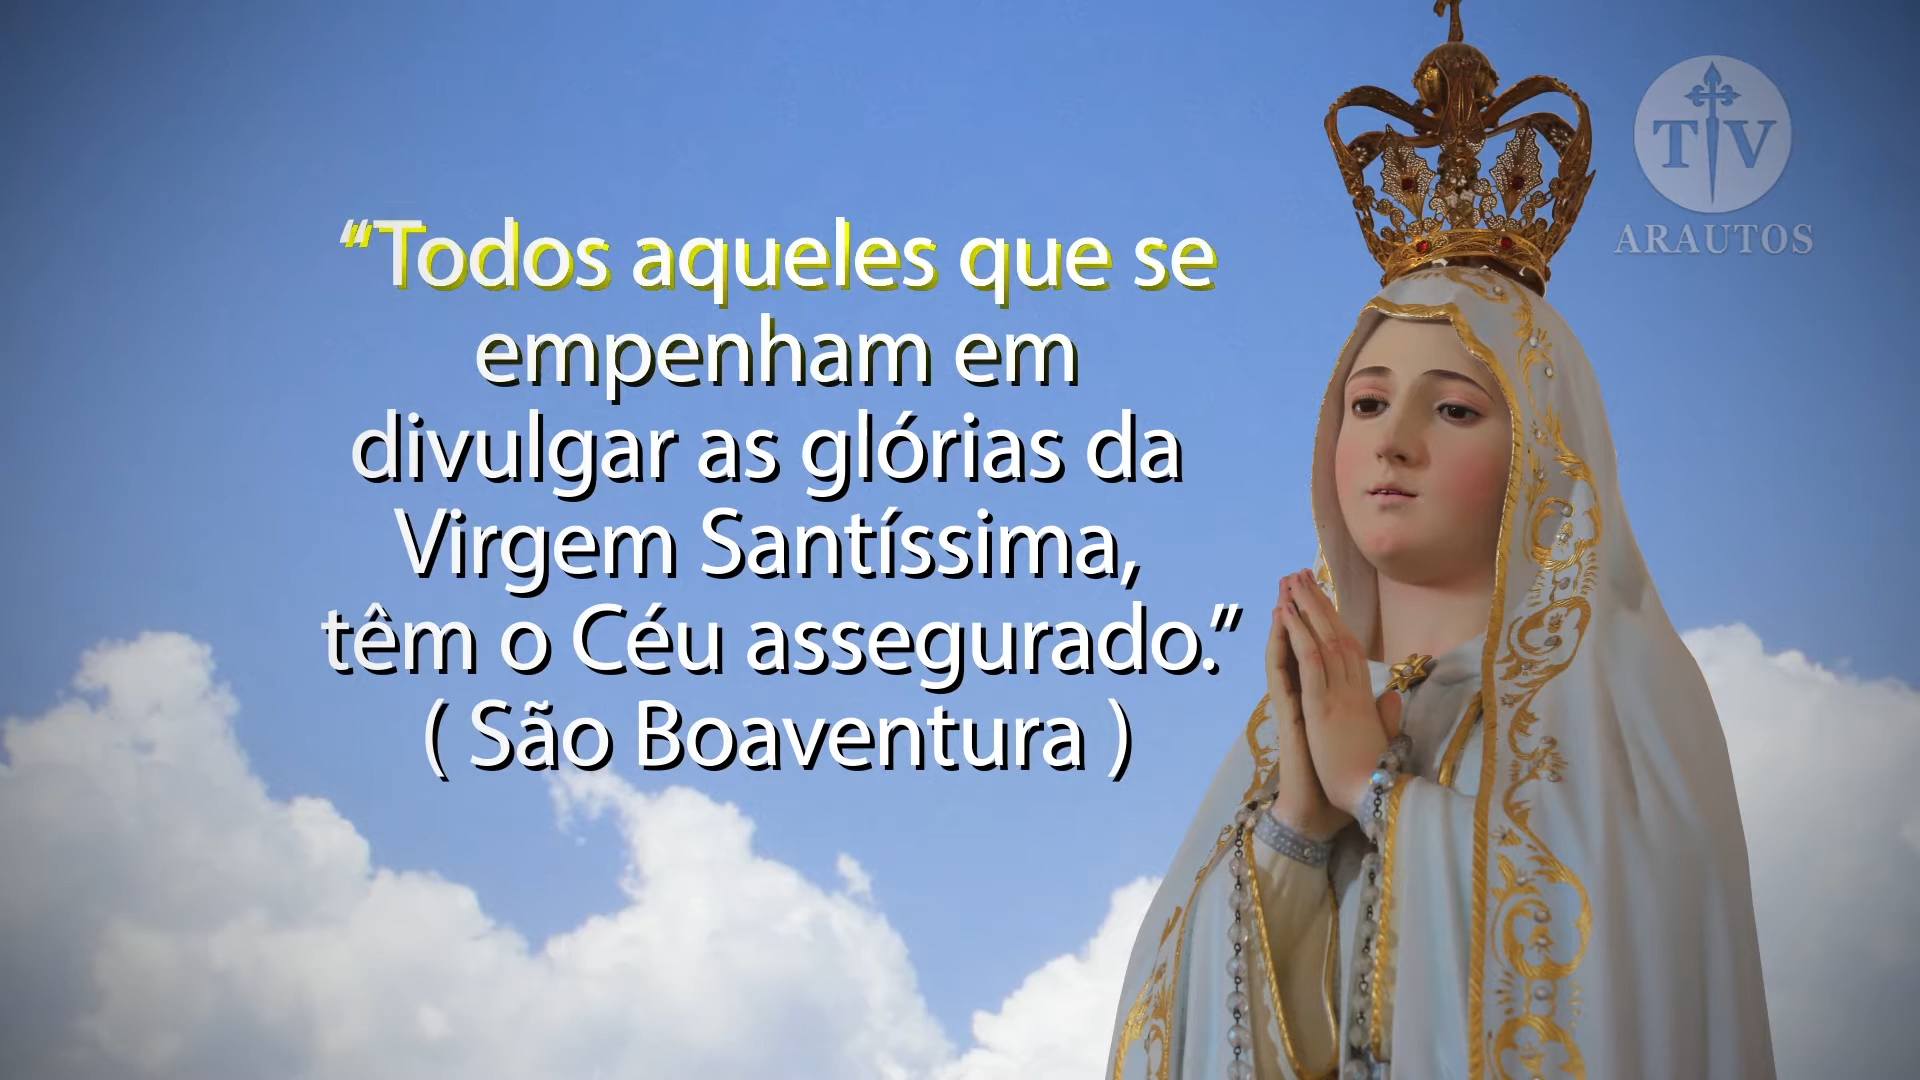 “Todos aqueles que se
empenham em
divulgar as glórias da
Virgem Santíssima,
têm o Céu assegurado.”
( São Boaventura )
TV
ARAUTOS